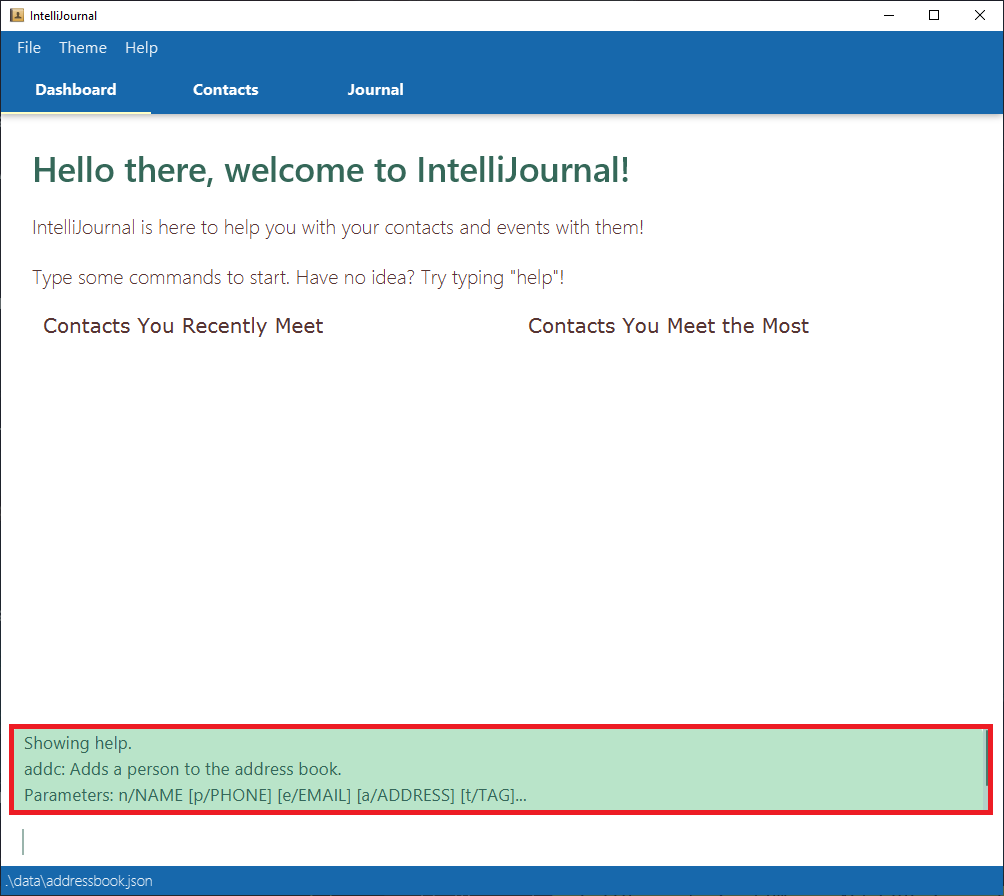 IntelliJournal
File Theme Help
Dashboard Contacts Journal
Hello there, welcome to IntelliJournal!
IntelliJournal is here to help you with your contacts and events with them!
Type some commands to start. Have no idea? Try typing "help"!
Contacts You Recently Meet Contacts You Meet the Most
Showing help.
addc: Adds a person to the address book.
Parameters: n/NAME [p/PHONE] [e/EMAIL] [a/ADDRESS] [t/TAG]...
.\data\addressbook.json